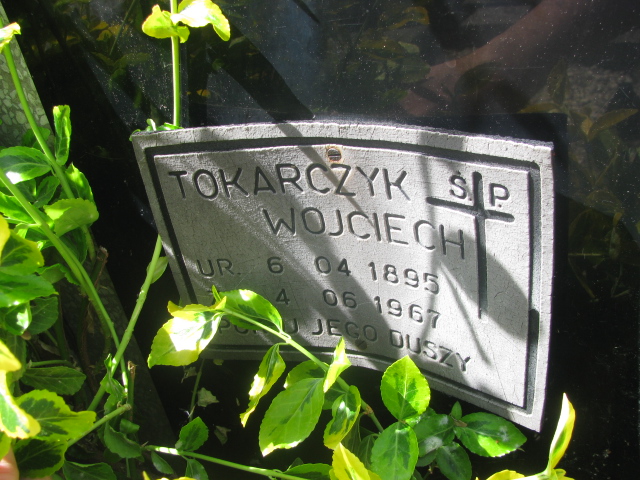 TOKARCZYK Ś.P.
WOJCIECH
UR. 6 04 1895
4 06 1967
JEGO DUSZY